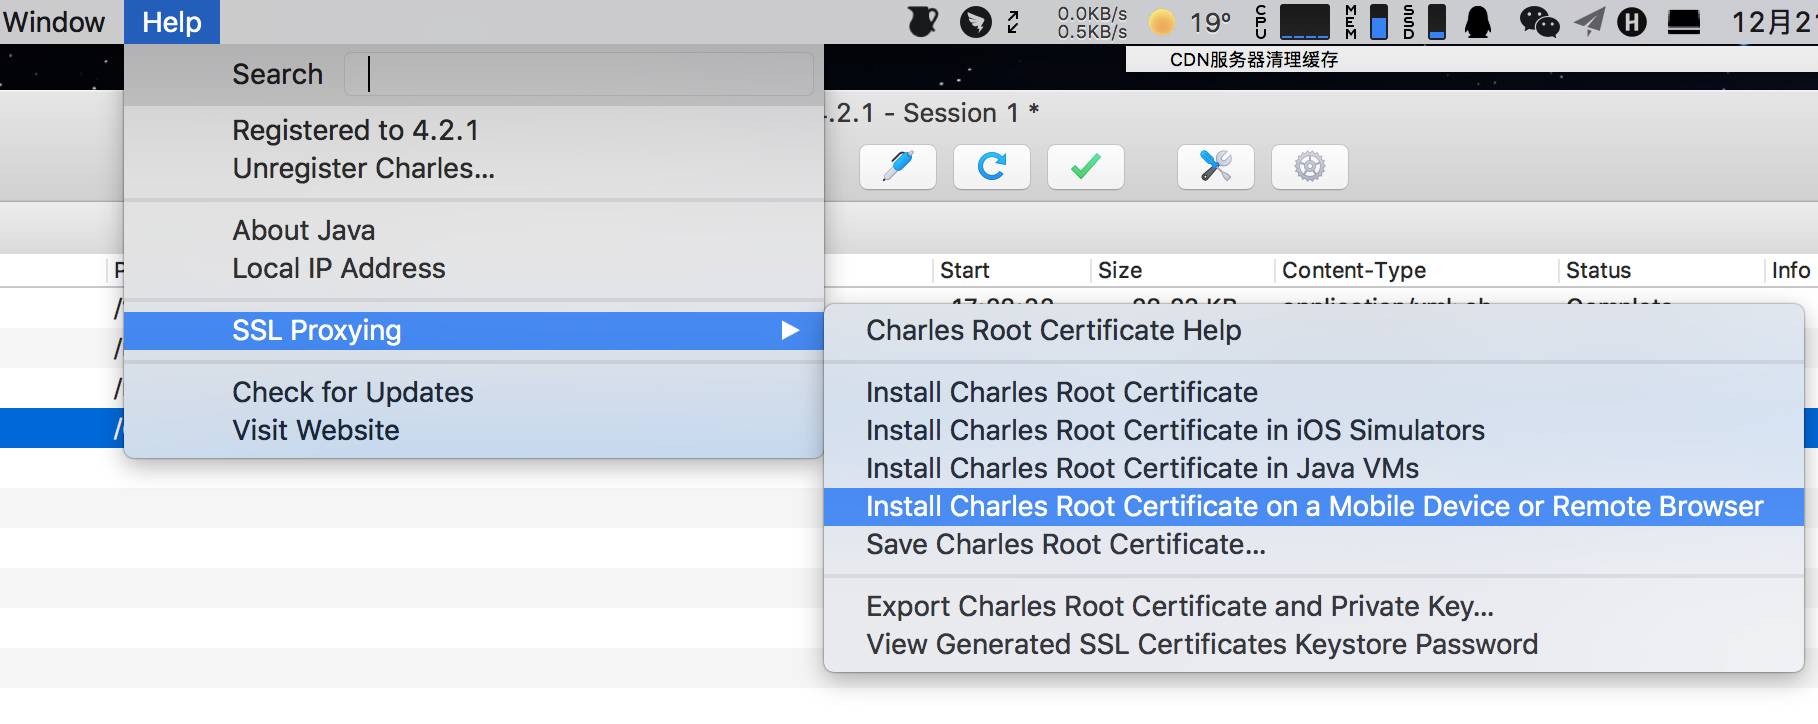 Window Help 0.0KB/s 19° CPU MEM SSD 12月2
0.5KB/s
CDN服务器清理缓存
Search
.2.1 - Session 1 *
Registered to 4.2.1
Unregister Charles...
About Java
Local IP Address
Start Size Content-Type Status Info
SSL Proxying
Check for Updates
Visit Website
Charles Root Certificate Help
Install Charles Root Certificate
Install Charles Root Certificate in iOS Simulators
Install Charles Root Certificate in Java VMs
Install Charles Root Certificate on a Mobile Device or Remote Browser
Save Charles Root Certificate...
Export Charles Root Certificate and Private Key...
View Generated SSL Certificates Keystore Password